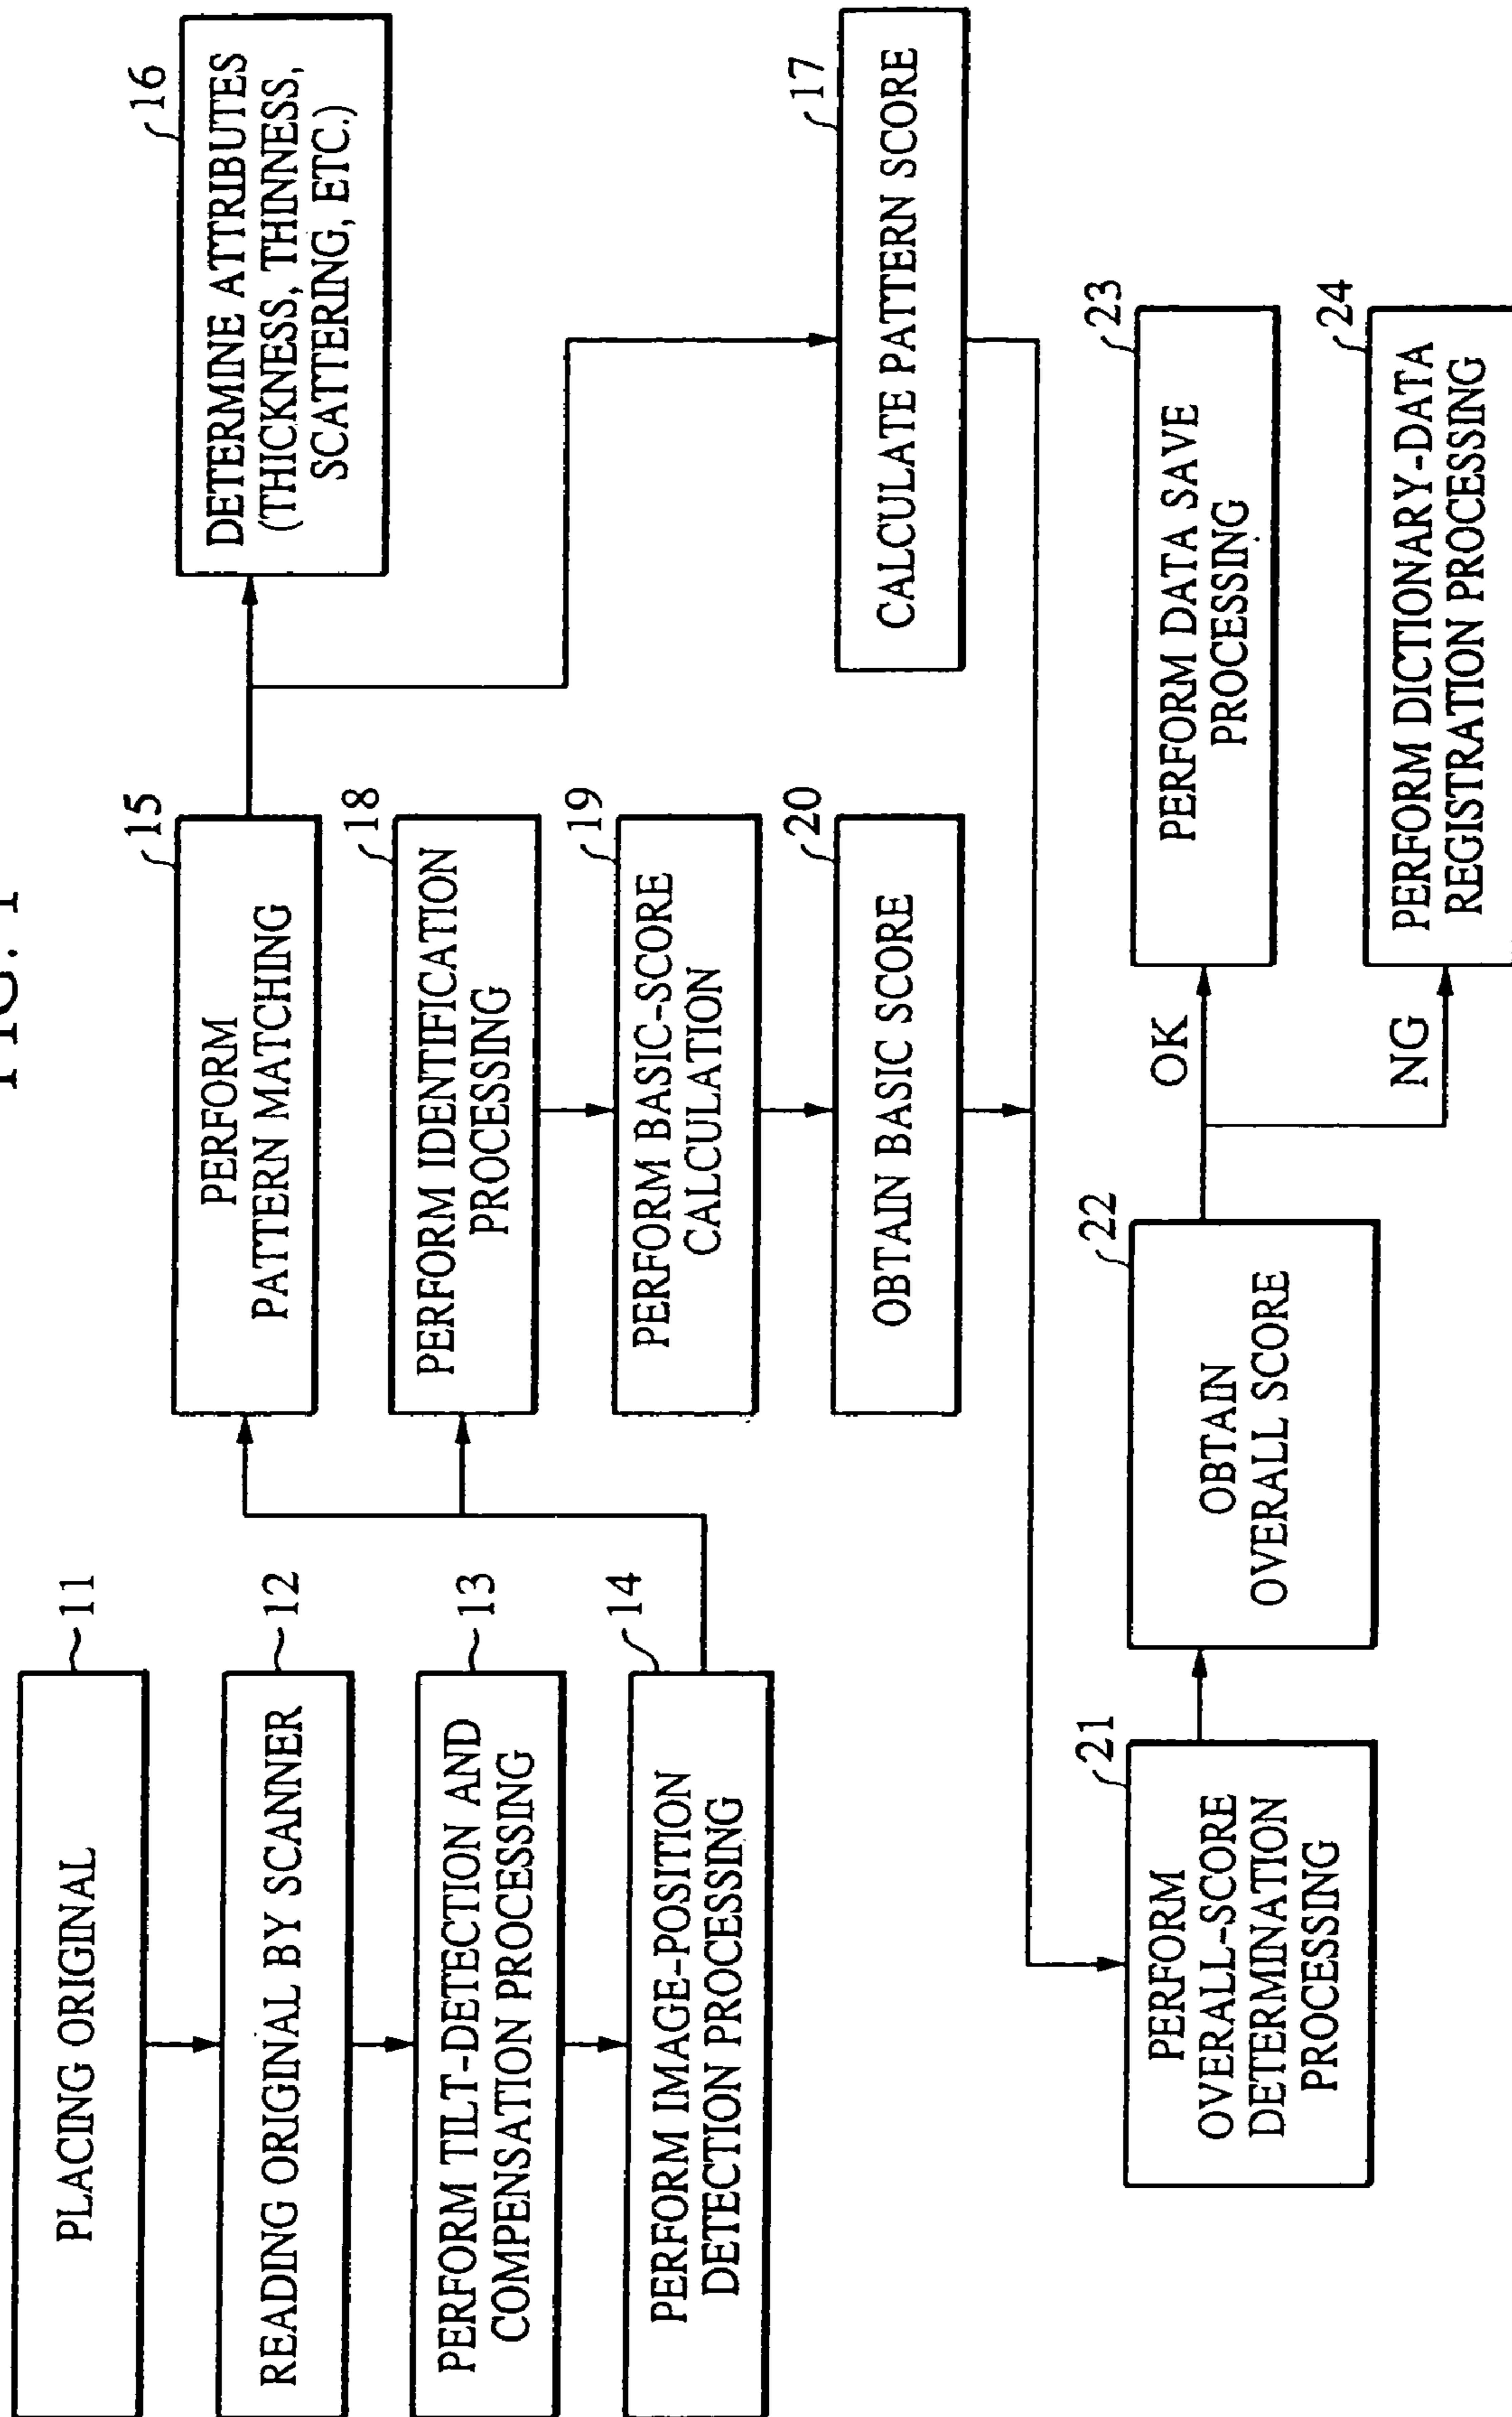 FIG. 1
11
PLACING ORIGINAL
12
READING ORIGINAL BY SCANNER
13
PERFORM TILT-DETECTION AND
COMPENSATION PROCESSING
14
PERFORM IMAGE-POSITION
DETECTION PROCESSING
15
PERFORM
PATTERN MATCHING
16
DETERMINE ATTRIBUTES
(THICKNESS, THINNESS,
SCATTERING, ETC.)
17
CALCULATE PATTERN SCORE
18
PERFORM IDENTIFICATION
PROCESSING
19
PERFORM BASIC-SCORE
CALCULATION
20
OBTAIN BASIC SCORE
21
PERFORM
OVERALL-SCORE
DETERMINATION
PROCESSING
22
OBTAIN
OVERALL SCORE
OK
23
PERFORM DATA SAVE
PROCESSING
NG
24
PERFORM DICTIONARY-DATA
REGISTRATION PROCESSING